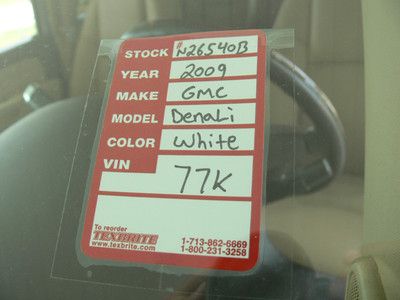 STOCK # N26540B
YEAR 2009
MAKE GMC
MODEL DenaLi
COLOR White
VIN
77K
To reorder
TEXBRITE
www.texbrite.com
1-713-862-6669
1-800-231-3258